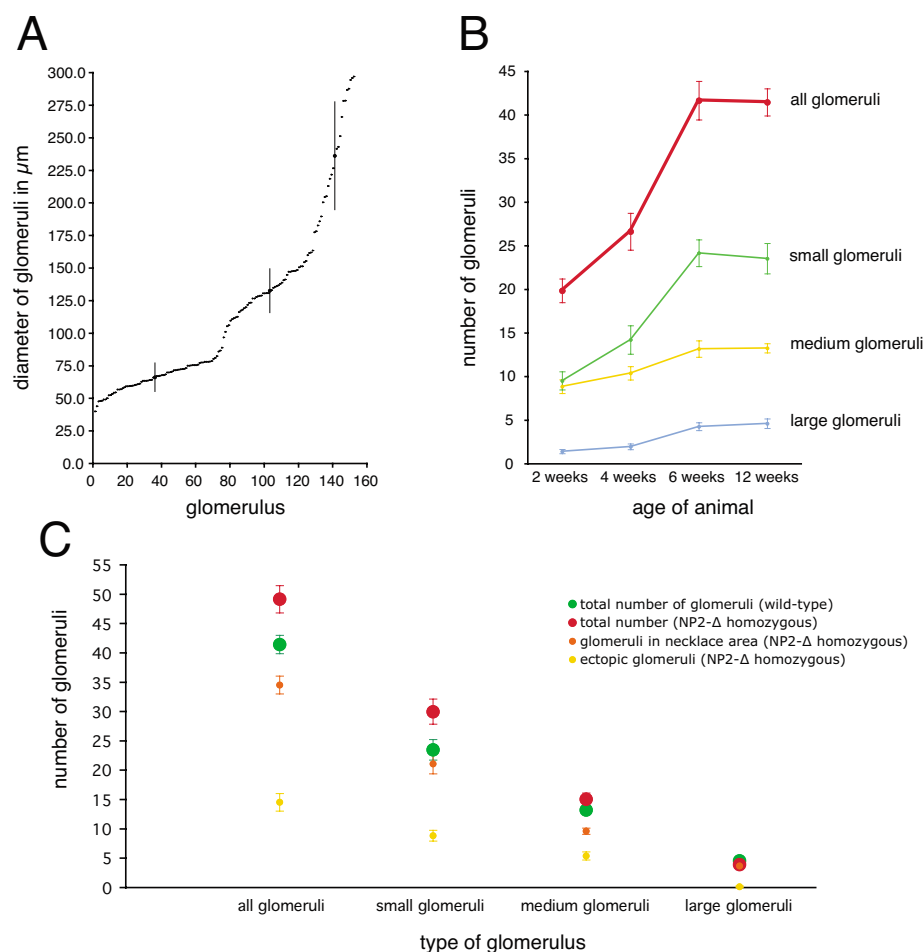 A
300.0
275.0
250.0
225.0
200.0
175.0
150.0
125.0
100.0
75.0
50.0
25.0
0.0
diameter of glomeruli in µm
0 20 40 60 80 100 120 140 160
glomerulus
B
45
40
35
30
25
20
15
10
5
0
number of glomeruli
all glomeruli
small glomeruli
medium glomeruli
large glomeruli
2 weeks 4 weeks 6 weeks 12 weeks
age of animal
C
55
50
45
40
35
30
25
20
15
10
5
0
number of glomeruli
total number of glomeruli (wild-type)
total number (NP2-Δ homozygous)
glomeruli in necklace area (NP2-Δ homozygous)
ectopic glomeruli (NP2-Δ homozygous)
all glomeruli small glomeruli medium glomeruli large glomeruli
type of glomerulus